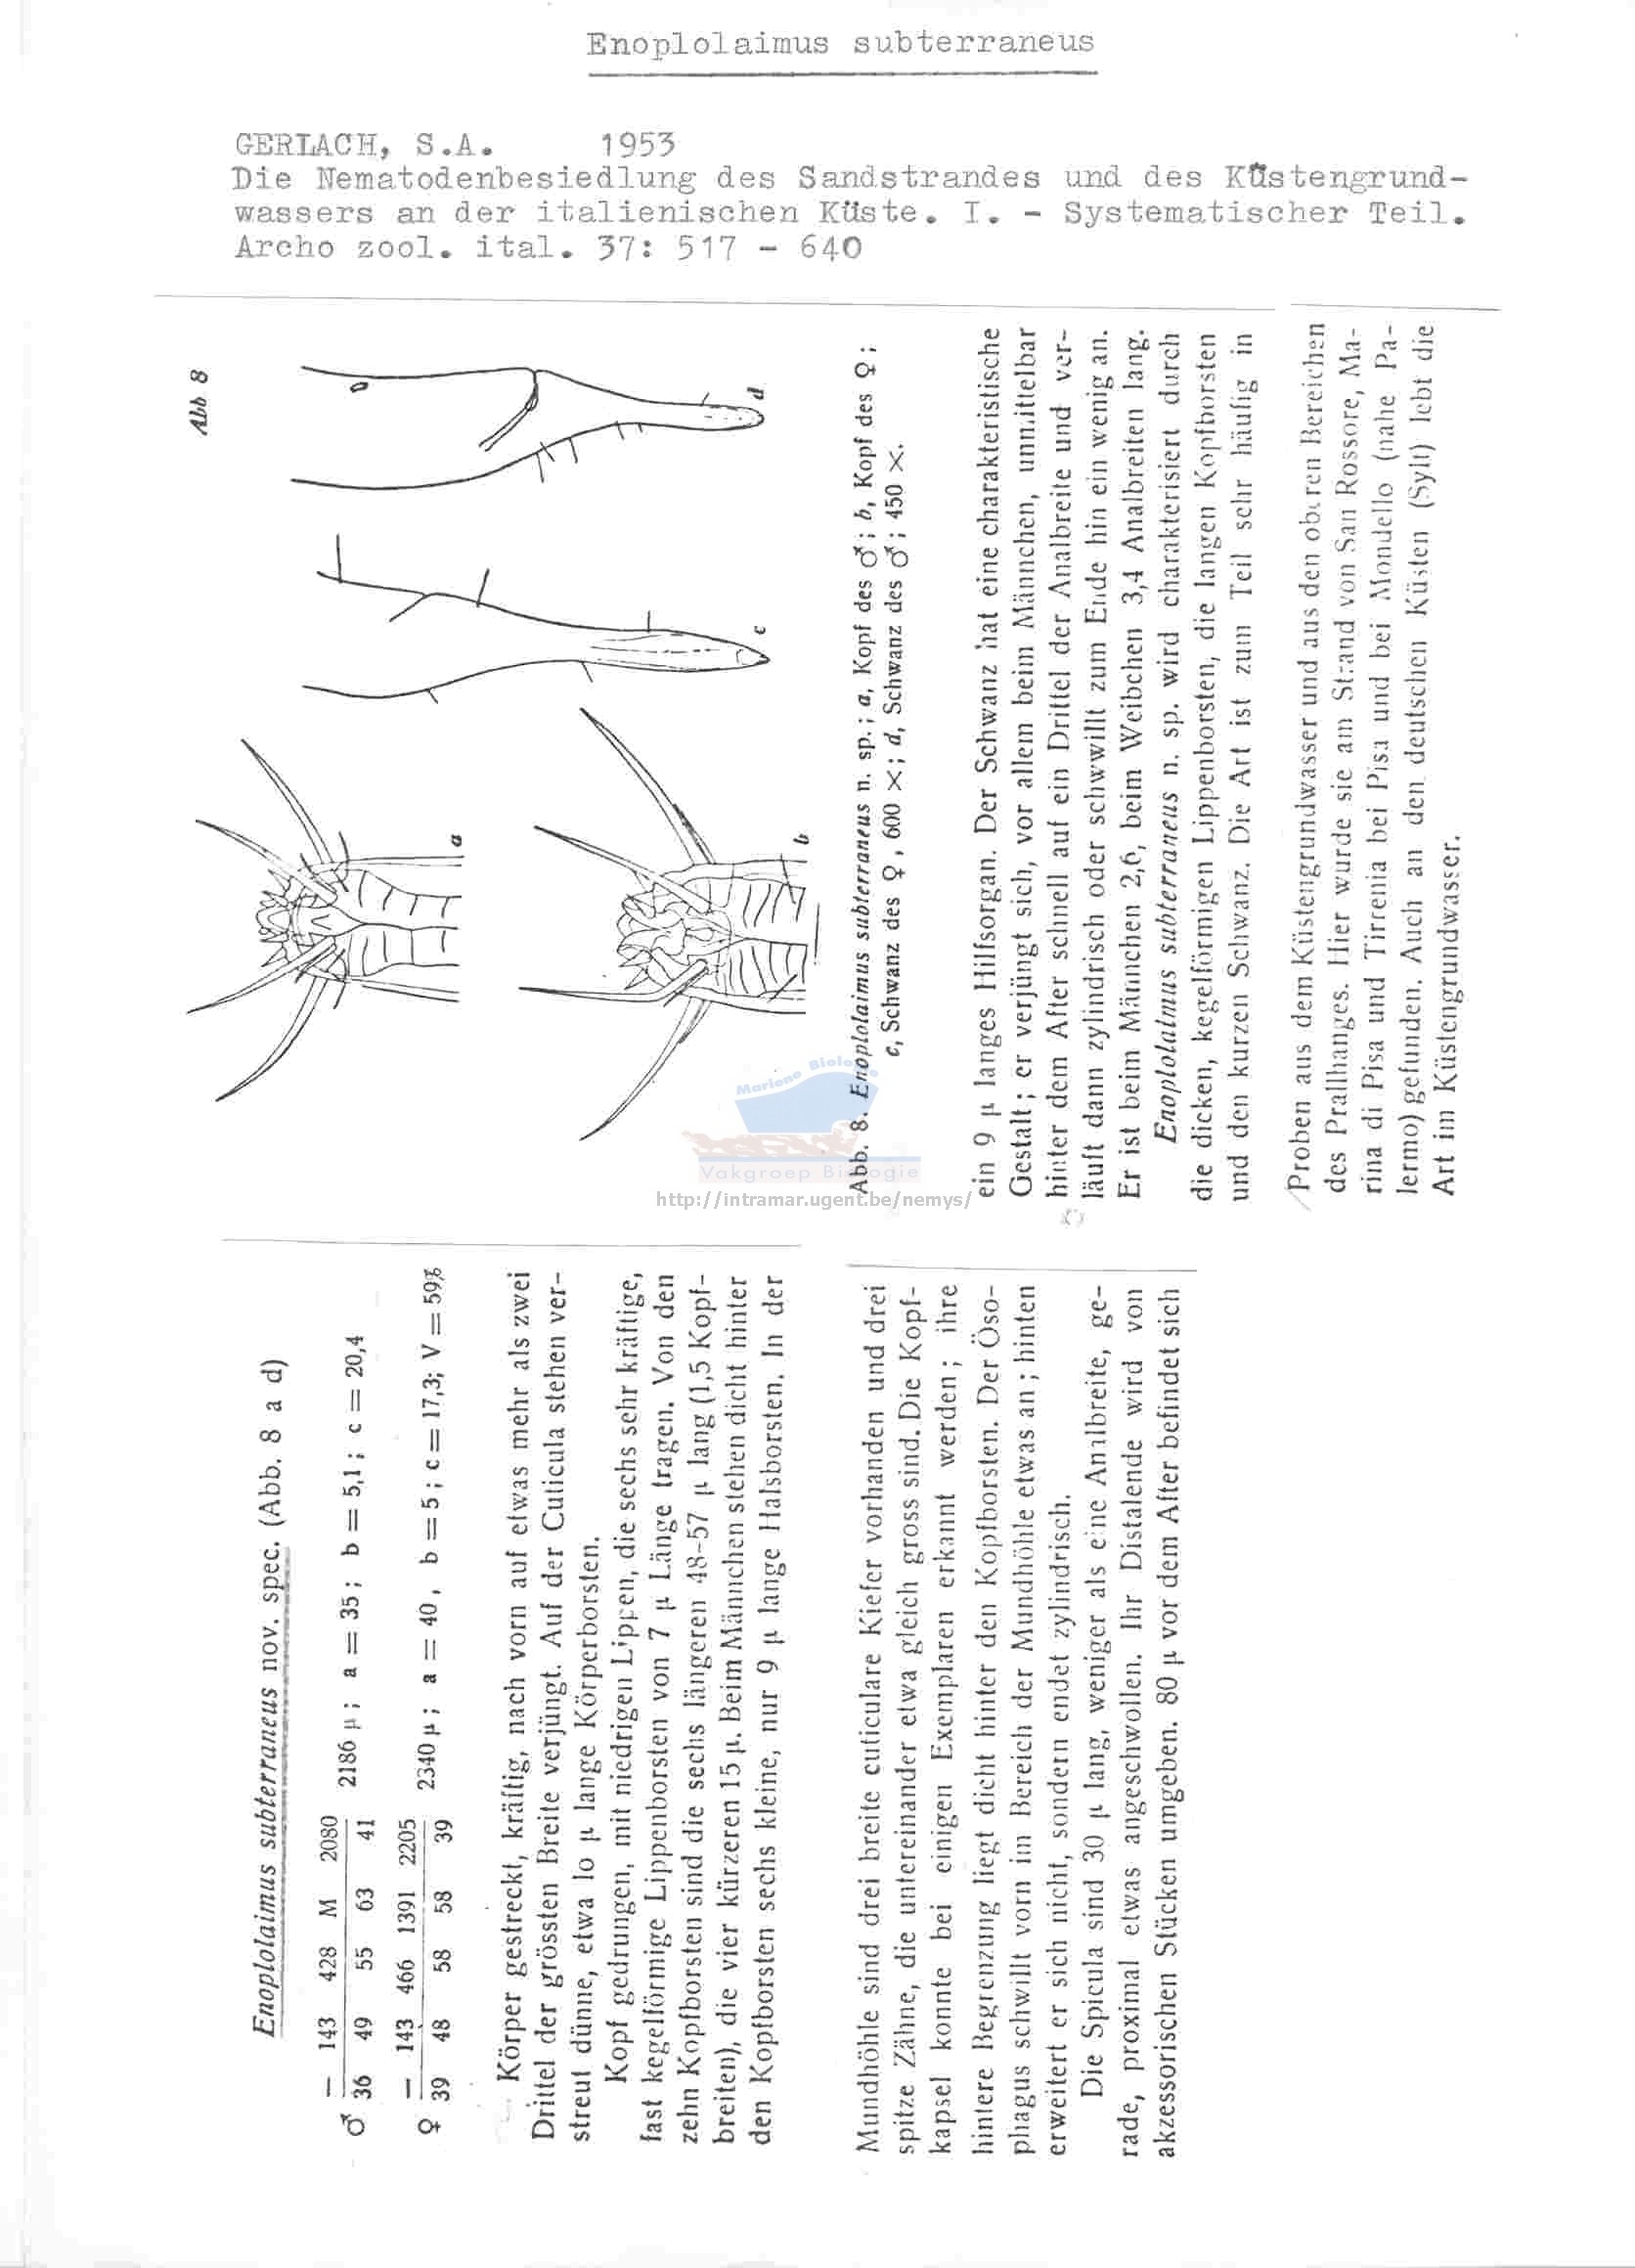 Enoplolaimus subterraneus
GERLACH, S.A. 1953
Die Nematodenbesiedlung des Sandstrandes und des Küstengrund-
wassers an der italienischen Küste. I. - Systematischer Teil.
Archo zool. ital. 37: 517 - 640
Enoplolaimus subterraneus nov. spec. (Abb. 8 a d)
— 143 428 M 2080
♂ 36 49 55 63 41 2186 µ; a = 35; b = 5,1; c = 20,4
— 143 466 1391 2205
♀ 39 48 58 58 39 2340 µ; a = 40, b = 5; c = 17,3; V = 59%
Körper gestreckt, kräftig, nach vorn auf etwas mehr als zwei
Drittel der grössten Breite verjüngt. Auf der Cuticula stehen ver-
streut dünne, etwa lo µ lange Körperborsten.
Kopf gedrungen, mit niedrigen Lippen, die sechs sehr kräftige,
fast kegelförmige Lippenborsten von 7 µ Länge tragen. Von den
zehn Kopfborsten sind die sechs längeren 48-57 µ lang (1,5 Kopf-
breiten), die vier kürzeren 15 µ. Beim Männchen stehen dicht hinter
den Kopfborsten sechs kleine, nur 9 µ lange Halsborsten. In der
Mundhöhle sind drei breite cuticulare Kiefer vorhanden und drei
spitze Zähne, die untereinander etwa gleich gross sind. Die Kopf-
kapsel konnte bei einigen Exemplaren erkannt werden; ihre
hintere Begrenzung liegt dicht hinter den Kopfborsten. Der Öso-
phagus schwillt vorn im Bereich der Mundhöhle etwas an; hinten
erweitert er sich nicht, sondern endet zylindrisch.
Die Spicula sind 30 µ lang, weniger als eine Analbreite, ge-
rade, proximal etwas angeschwollen. Ihr Distalende wird von
akzessorischen Stücken umgeben. 80 µ vor dem After befindet sich
Abb 8
a
b
c
d
Abb. 8. Enoplolaimus subterraneus n. sp.; a, Kopf des ♂; b, Kopf des ♀;
c, Schwanz des ♀, 600 ×; d, Schwanz des ♂; 450 ×.
ein 9 µ langes Hilfsorgan. Der Schwanz hat eine charakteristische
Gestalt; er verjüngt sich, vor allem beim Männchen, unmittelbar
hinter dem After schnell auf ein Drittel der Analbreite und ver-
läuft dann zylindrisch oder schwwillt zum Ende hin ein wenig an.
Er ist beim Männchen 2,6, beim Weibchen 3,4 Analbreiten lang.
Enoplolaimus subterraneus n. sp. wird charakterisiert durch
die dicken, kegelförmigen Lippenborsten, die langen Kopfborsten
und den kurzen Schwanz. Die Art ist zum Teil sehr häufig in
Proben aus dem Küstengrundwasser und aus den oberen Bereichen
des Prallhanges. Hier wurde sie am Strand von San Rossore, Ma-
rina di Pisa und Tirrenia bei Pisa und bei Mondello (nahe Pa-
lermo) gefunden. Auch an den deutschen Küsten (Sylt) lebt die
Art im Küstengrundwasser.
Mariene Biologie
Vakgroep Biologie
http://intramar.ugent.be/nemys/